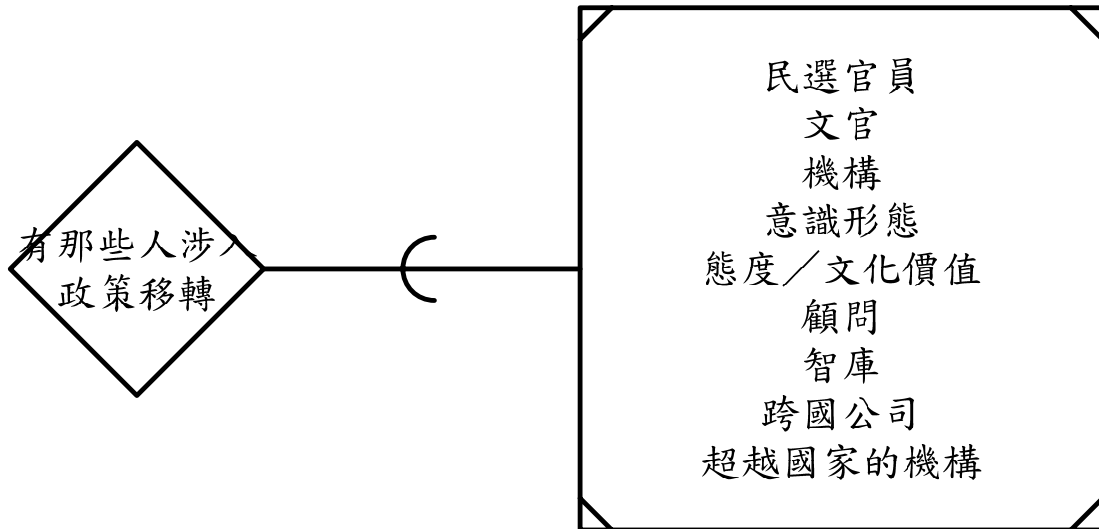 有那些人涉入
政策移轉
民選官員
文官
機構
意識形態
態度／文化價值
顧問
智庫
跨國公司
超越國家的機構